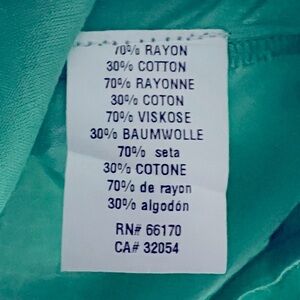 70% RAYON
30% COTTON
70% RAYONNE
30% COTON
70% VISKOSE
30% BAUMWOLLE
70% seta
30% COTONE
70% de rayon
30% algodón
RN# 66170
CA# 32054